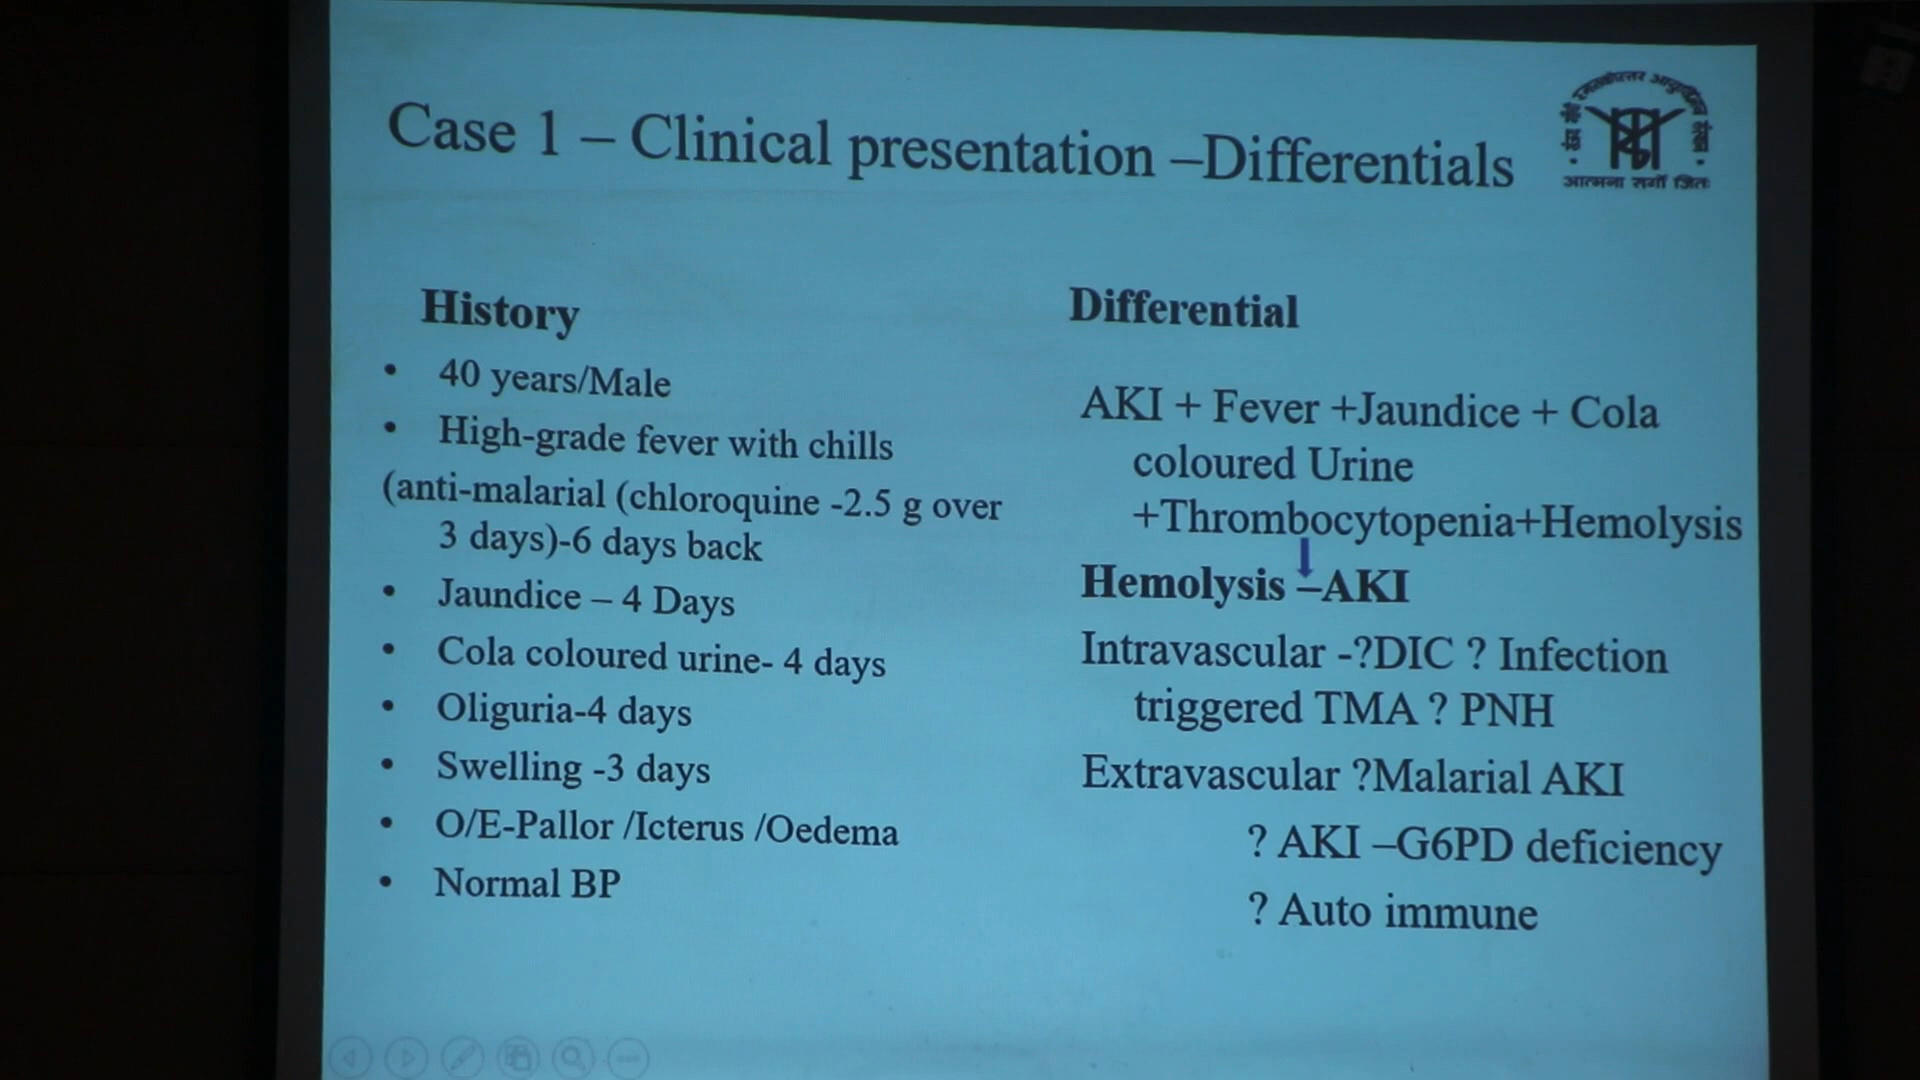 Case 1 – Clinical presentation –Differentials
आत्मना सर्गो जितः
History
• 40 years/Male
• High-grade fever with chills
(anti-malarial (chloroquine -2.5 g over
3 days)-6 days back
• Jaundice – 4 Days
• Cola coloured urine- 4 days
• Oliguria-4 days
• Swelling -3 days
• O/E-Pallor /Icterus /Oedema
• Normal BP
Differential
AKI + Fever +Jaundice + Cola
coloured Urine
+Thrombocytopenia+Hemolysis
Hemolysis –AKI
Intravascular -?DIC ? Infection
triggered TMA ? PNH
Extravascular ?Malarial AKI
? AKI –G6PD deficiency
? Auto immune